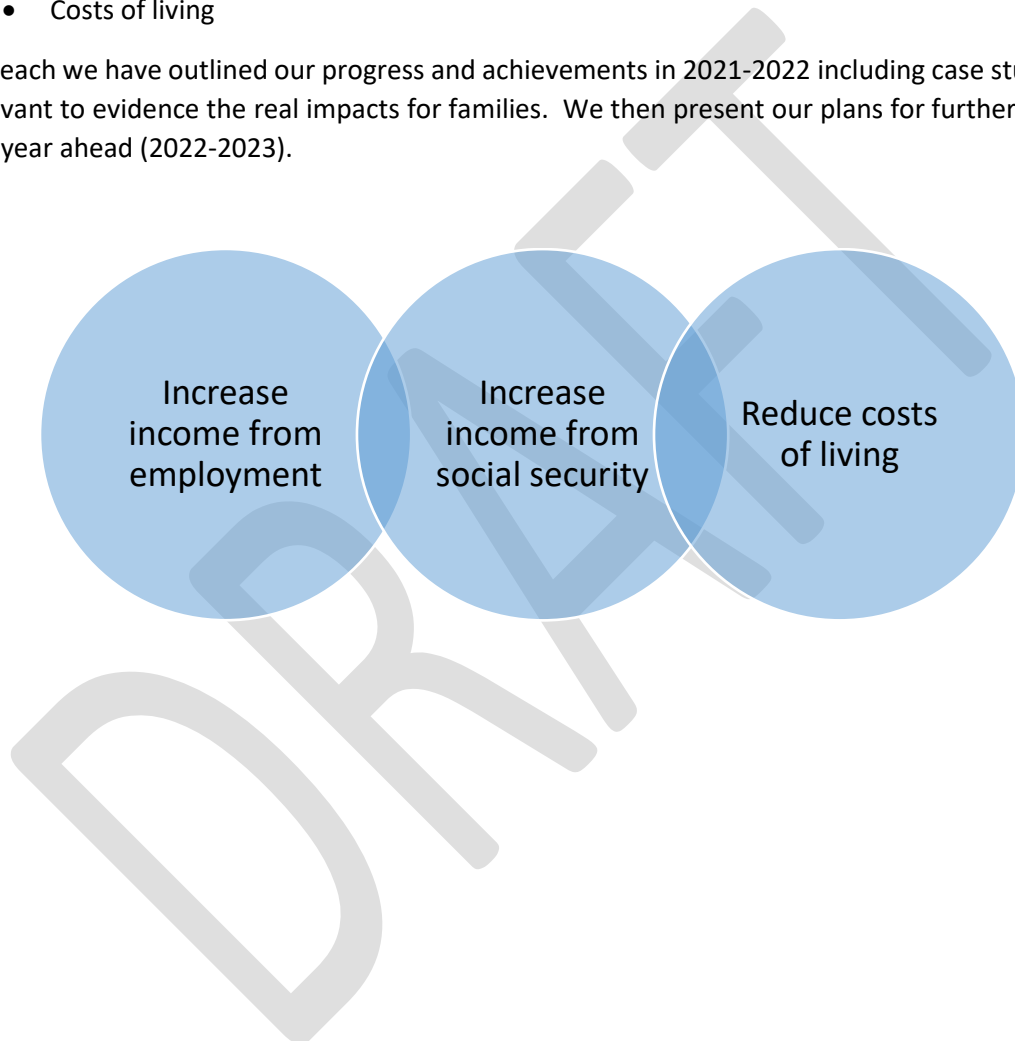 • Costs of living
each we have outlined our progress and achievements in 2021-2022 including case
vant to evidence the real impacts for families. We then present our plans for further
year ahead (2022-2023).
Increase
income from
employment
Increase
income from
social security
Reduce costs
of living
DRAFT